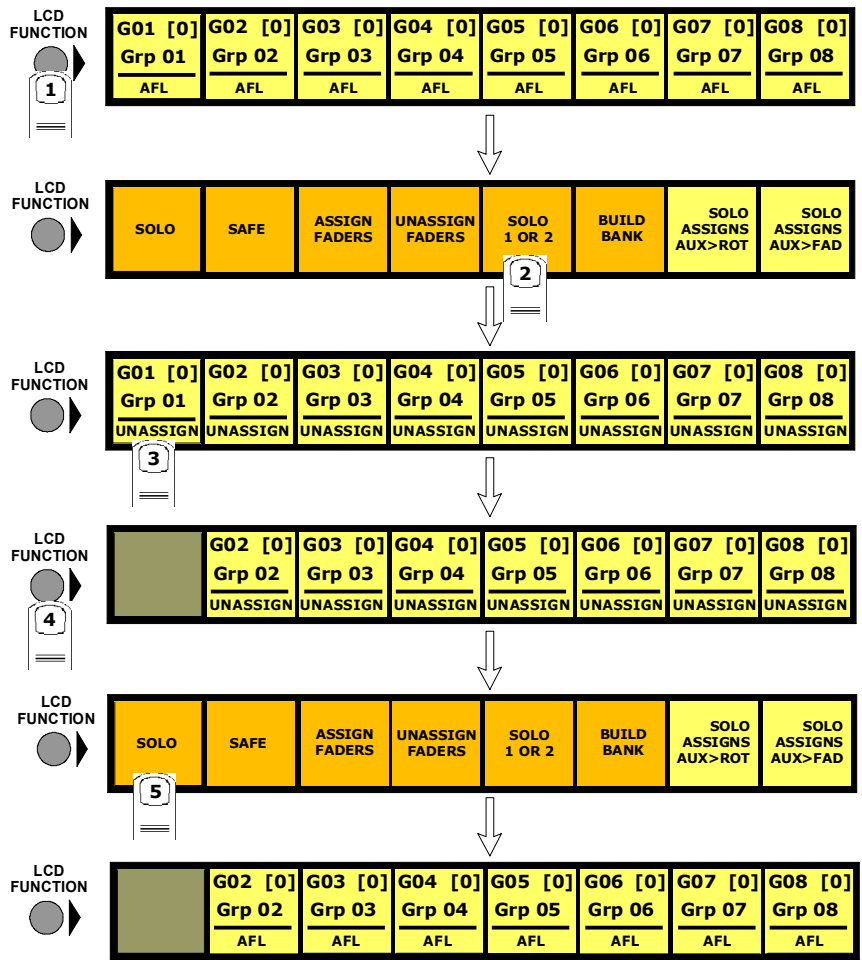 LCD
FUNCTION
1
G01 [0] G02 [0] G03 [0] G04 [0] G05 [0] G06 [0] G07 [0] G08 [0]
Grp 01 Grp 02 Grp 03 Grp 04 Grp 05 Grp 06 Grp 07 Grp 08
AFL AFL AFL AFL AFL AFL AFL AFL
LCD
FUNCTION
SOLO
SAFE
ASSIGN
FADERS
UNASSIGN
FADERS
SOLO
1 OR 2
BUILD
BANK
SOLO
ASSIGNS
AUX>ROT
SOLO
ASSIGNS
AUX>FAD
2
LCD
FUNCTION
G01 [0] G02 [0] G03 [0] G04 [0] G05 [0] G06 [0] G07 [0] G08 [0]
Grp 01 Grp 02 Grp 03 Grp 04 Grp 05 Grp 06 Grp 07 Grp 08
UNASSIGN UNASSIGN UNASSIGN UNASSIGN UNASSIGN UNASSIGN UNASSIGN UNASSIGN
3
LCD
FUNCTION
4
G02 [0] G03 [0] G04 [0] G05 [0] G06 [0] G07 [0] G08 [0]
Grp 02 Grp 03 Grp 04 Grp 05 Grp 06 Grp 07 Grp 08
UNASSIGN UNASSIGN UNASSIGN UNASSIGN UNASSIGN UNASSIGN UNASSIGN
LCD
FUNCTION
SOLO
SAFE
ASSIGN
FADERS
UNASSIGN
FADERS
SOLO
1 OR 2
BUILD
BANK
SOLO
ASSIGNS
AUX>ROT
SOLO
ASSIGNS
AUX>FAD
5
LCD
FUNCTION
G02 [0] G03 [0] G04 [0] G05 [0] G06 [0] G07 [0] G08 [0]
Grp 02 Grp 03 Grp 04 Grp 05 Grp 06 Grp 07 Grp 08
AFL AFL AFL AFL AFL AFL AFL